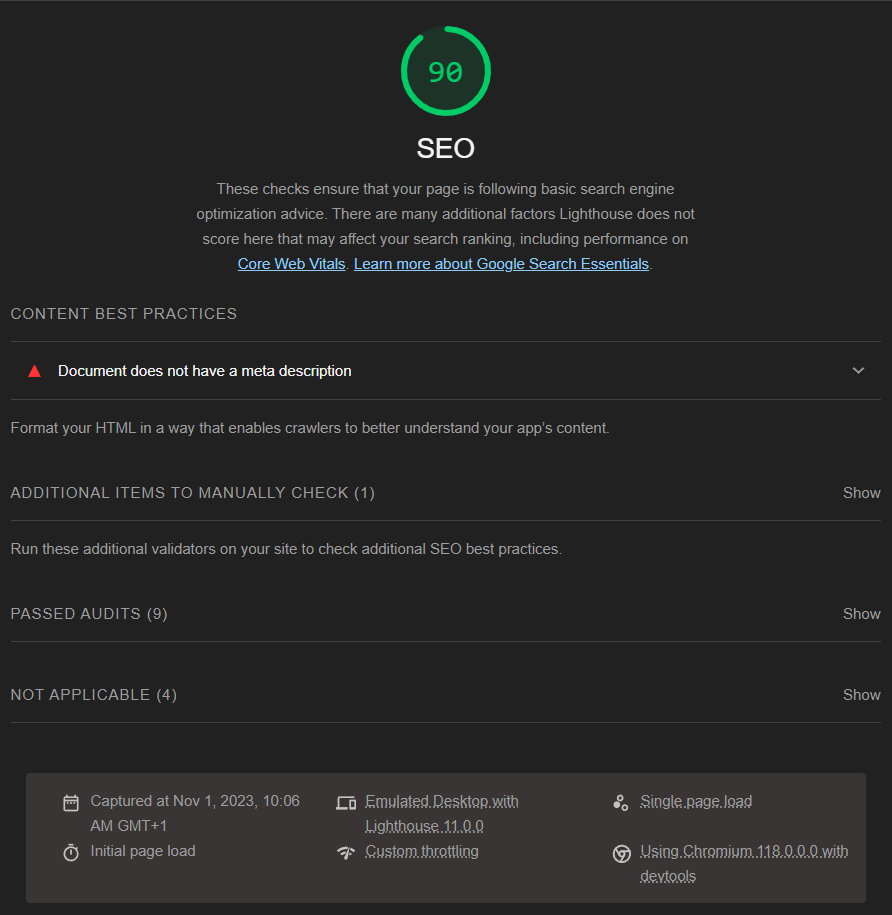 90
SEO
These checks ensure that your page is following basic search engine
optimization advice. There are many additional factors Lighthouse does not
score here that may affect your search ranking, including performance on
Core Web Vitals. Learn more about Google Search Essentials.
CONTENT BEST PRACTICES
Document does not have a meta description
Format your HTML in a way that enables crawlers to better understand your app’s content.
ADDITIONAL ITEMS TO MANUALLY CHECK (1)
Show
Run these additional validators on your site to check additional SEO best practices.
PASSED AUDITS (9)
Show
NOT APPLICABLE (4)
Show
Captured at Nov 1, 2023, 10:06
AM GMT+1
Emulated Desktop with
Lighthouse 11.0.0
Single page load
Initial page load
Custom throttling
Using Chromium 118.0.0.0 with
devtools